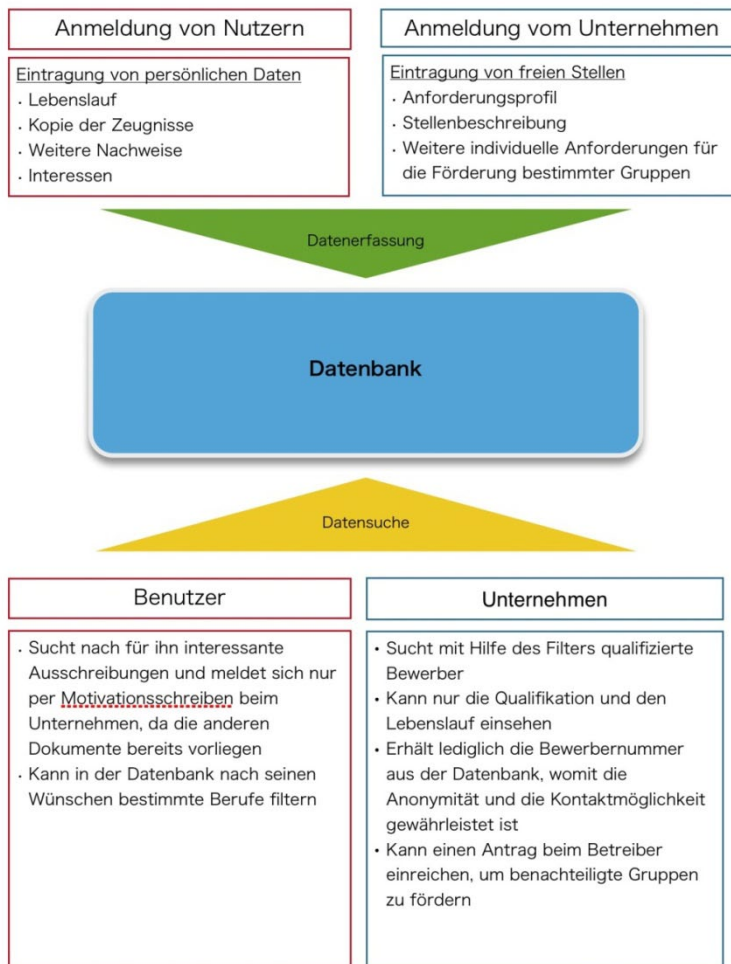 Anmeldung von Nutzern
Eintragung von persönlichen Daten
· Lebenslauf
· Kopie der Zeugnisse
· Weitere Nachweise
· Interessen
Anmeldung vom Unternehmen
Eintragung von freien Stellen
· Anforderungsprofil
· Stellenbeschreibung
· Weitere individuelle Anforderungen für
die Förderung bestimmter Gruppen
Datenerfassung
Datenbank
Datensuche
Benutzer
· Sucht nach für ihn interessante
Ausschreibungen und meldet sich nur
per Motivationsschreiben beim
Unternehmen, da die anderen
Dokumente bereits vorliegen
· Kann in der Datenbank nach seinen
Wünschen bestimmte Berufe filtern
Unternehmen
• Sucht mit Hilfe des Filters qualifizierte
Bewerber
• Kann nur die Qualifikation und den
Lebenslauf einsehen
• Erhält lediglich die Bewerbernummer
aus der Datenbank, womit die
Anonymität und die Kontaktmöglichkeit
gewährleistet ist
• Kann einen Antrag beim Betreiber
einreichen, um benachteiligte Gruppen
zu fördern